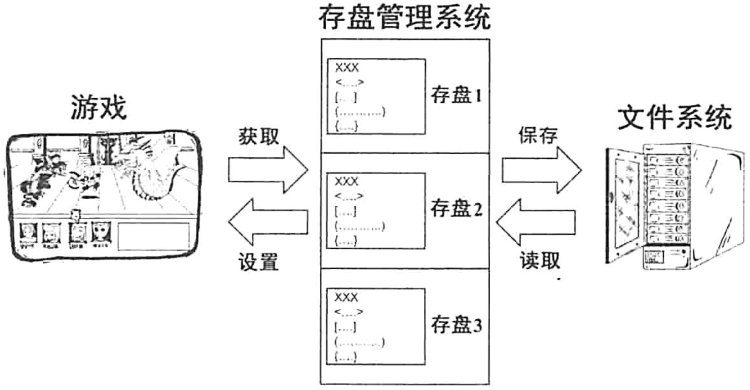 存盘管理系统
游戏
获取
设置
XXX
<....>
[....]
(...........)
{....}
存盘1
XXX
<....>
[....]
(...........)
{....}
存盘2
XXX
<....>
[....]
(...........)
{....}
存盘3
保存
读取
文件系统